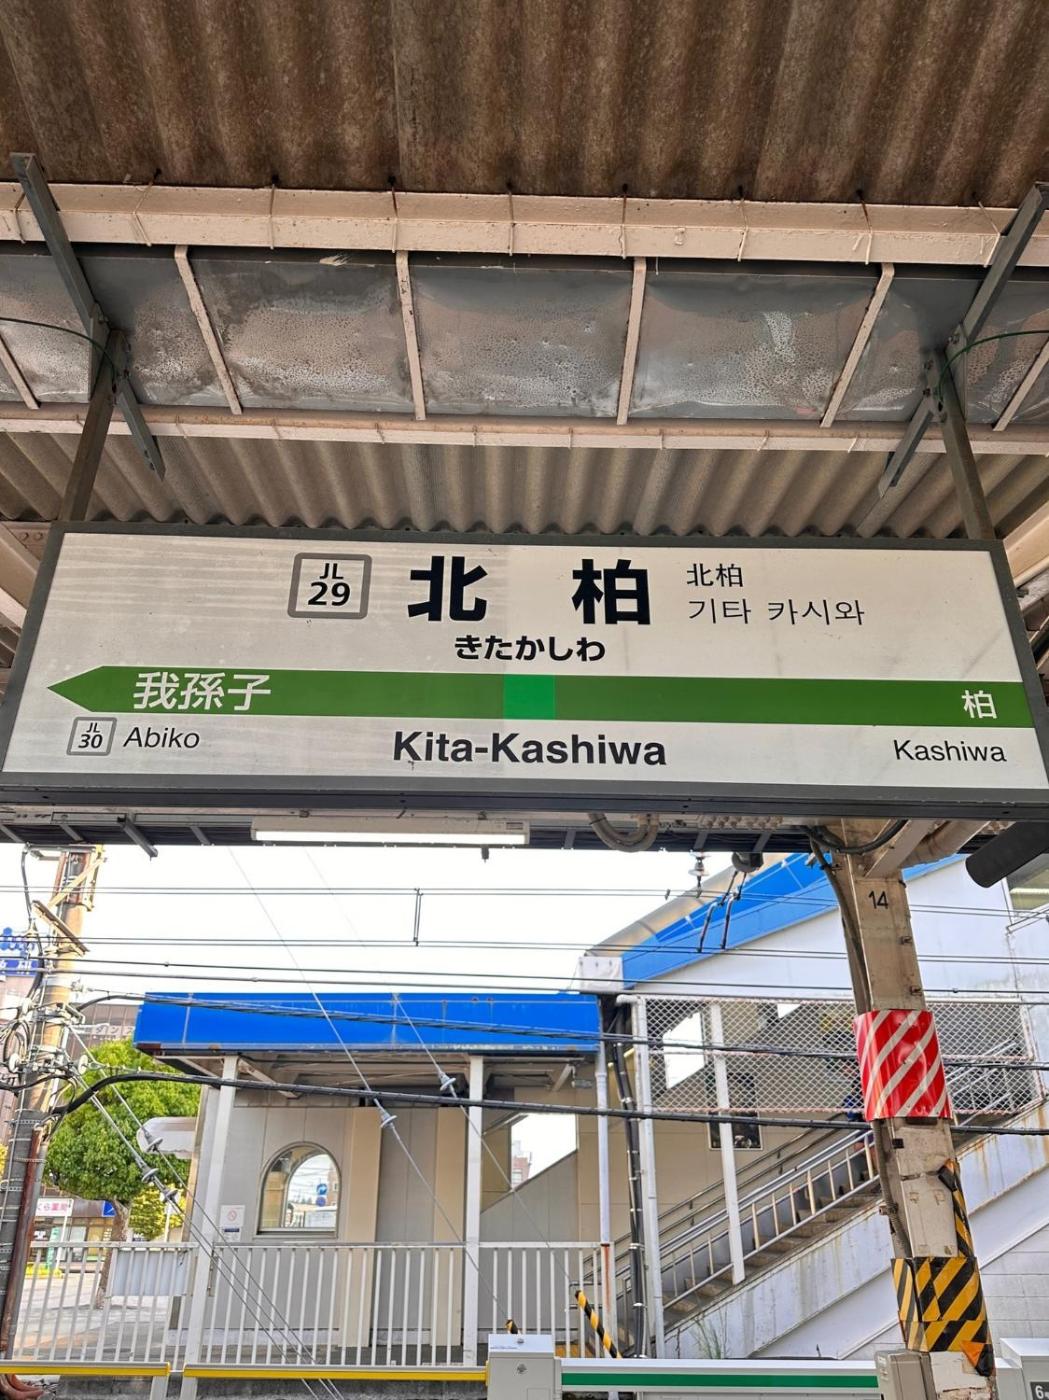 JL
29
北 柏
北柏
기타 카시와
きたかしわ
我孫子
柏
JL
30
Abiko
Kita-Kashiwa
Kashiwa
14